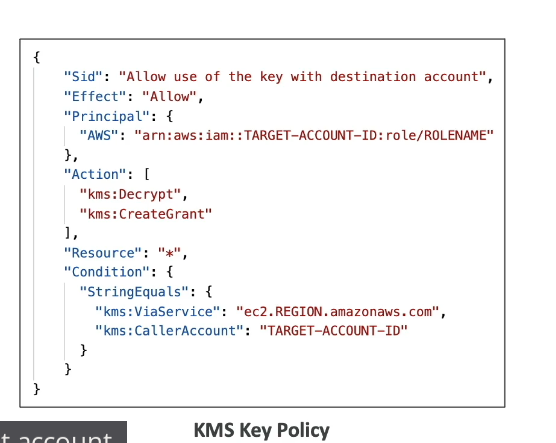 {
"Sid": "Allow use of the key with destination account",
"Effect": "Allow",
"Principal": {
"AWS": "arn:aws:iam::TARGET-ACCOUNT-ID:role/ROLENAME"
},
"Action": [
"kms:Decrypt",
"kms:CreateGrant"
],
"Resource": "*",
"Condition": {
"StringEquals": {
"kms:ViaService": "ec2.REGION.amazonaws.com",
"kms:CallerAccount": "TARGET-ACCOUNT-ID"
}
}
}
account
KMS Key Policy